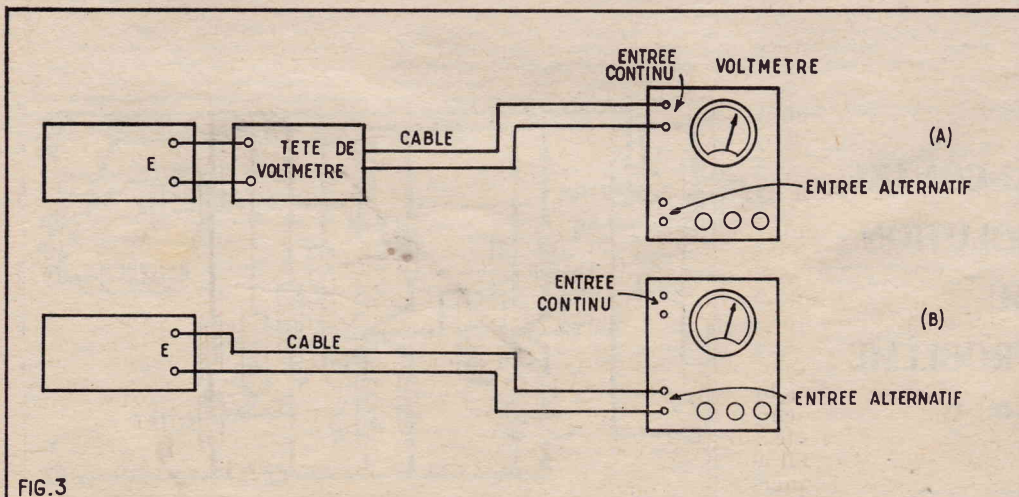 ENTREE
CONTINU
VOLTMETRE
CABLE
(A)
E
TETE DE
VOLTMETRE
ENTREE ALTERNATIF
ENTREE
CONTINU
(B)
E
CABLE
ENTREE ALTERNATIF
FIG.3